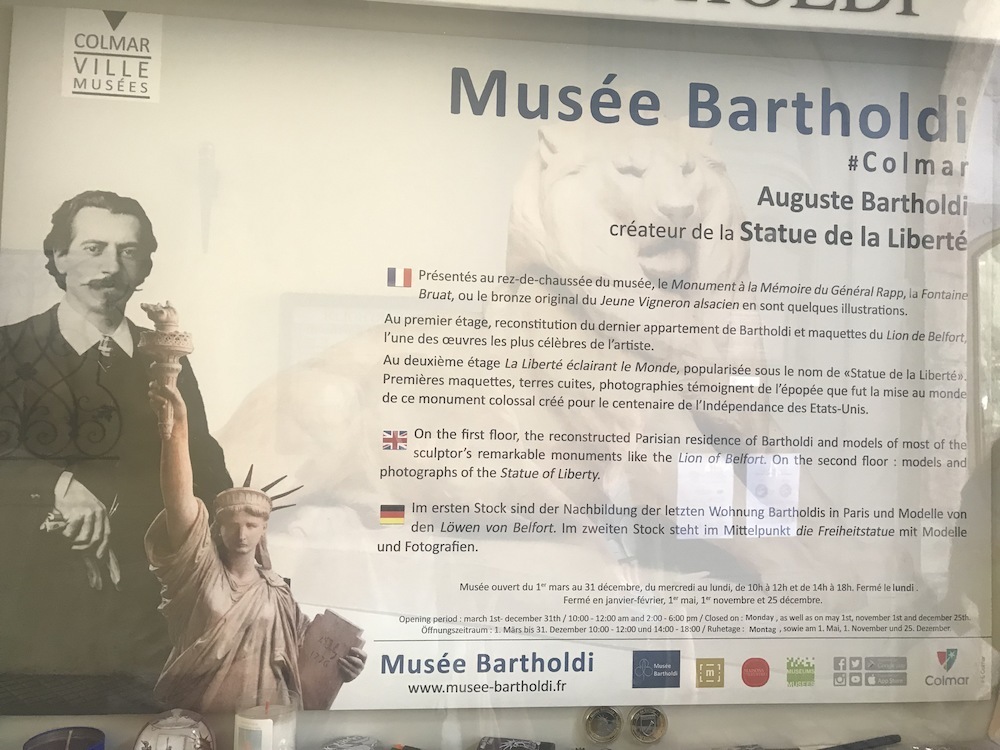 COLMAR
VILLE
MUSÉES
Musée Bartholdi
#Colmar
Auguste Bartholdi
créateur de la Statue de la Liberté
Présentés au rez-de-chaussée du musée, le Monument à la Mémoire du Général Rapp, la Fontaine
Bruat, ou le bronze original du Jeune Vigneron alsacien en sont quelques illustrations.
Au premier étage, reconstitution du dernier appartement de Bartholdi et maquettes du Lion de Belfort,
l'une des œuvres les plus célèbres de l'artiste.
Au deuxième étage La Liberté éclairant le Monde, popularisée sous le nom de «Statue de la Liberté».
Premières maquettes, terres cuites, photographies témoignent de l'épopée que fut la mise au monde
de ce monument colossal créé pour le centenaire de l'Indépendance des Etats-Unis.
On the first floor, the reconstructed Parisian residence of Bartholdi and models of most of the
sculptor's remarkable monuments like the Lion of Belfort. On the second floor : models and
photographs of the Statue of Liberty.
Im ersten Stock sind der Nachbildung der letzten Wohnung Bartholdis in Paris und Modelle von
den Löwen von Belfort. Im zweiten Stock steht im Mittelpunkt die Freiheitstatue mit Modelle
und Fotografien.
Musée ouvert du 1er mars au 31 décembre, du mercredi au lundi, de 10h à 12h et de 14h à 18h. Fermé le lundi .
Fermé en janvier-février, 1er mai, 1er novembre et 25 décembre.
Opening period : march 1st- december 31th / 10:00 - 12:00 am and 2:00 - 6:00 pm / Closed on : Monday , as well as on may 1st, november 1st and december 25th.
Öffnungszeitraum : 1. Märs bis 31. Dezember 10:00 - 12:00 und 14:00 - 18:00 / Ruhetage : Montag , sowie am 1. Mai, 1. November und 25. Dezember
Musée Bartholdi
www.musee-bartholdi.fr
Musée
Bartholdi
MUSEUMS
MUSÉES
App Store
Colmar